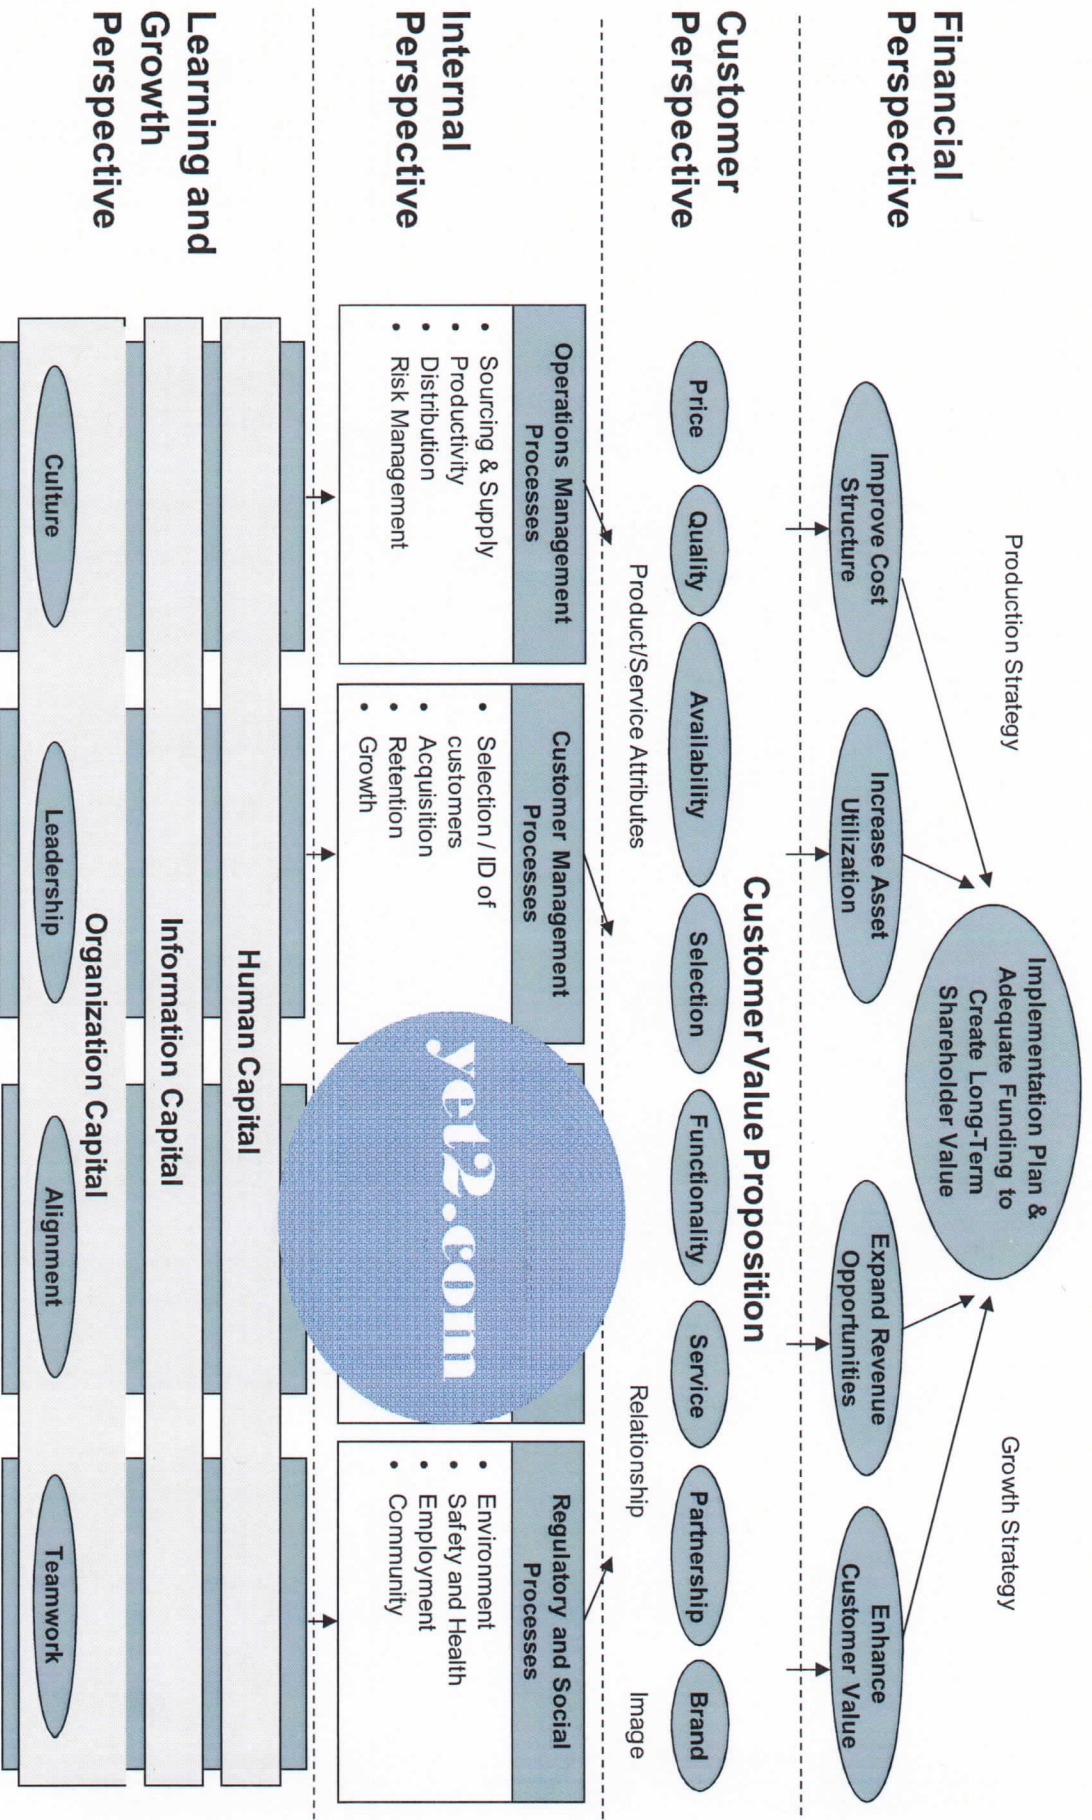 Production Strategy
Growth Strategy
Implementation Plan &
Adequate Funding to
Create Long-Term
Shareholder Value
Financial
Perspective
Improve Cost
Structure
Increase Asset
Utilization
Expand Revenue
Opportunities
Enhance
Customer Value
Customer Value Proposition
Customer
Perspective
Price
Quality
Availability
Selection
Functionality
Service
Partnership
Brand
Product/Service Attributes
Relationship
Image
Internal
Perspective
Operations Management
Processes
• Sourcing & Supply
• Productivity
• Distribution
• Risk Management
Customer Management
Processes
• Selection / ID of
customers
• Acquisition
• Retention
• Growth
yet2.com
Regulatory and Social
Processes
• Environment
• Safety and Health
• Employment
• Community
Learning and
Growth
Perspective
Human Capital
Information Capital
Organization Capital
Culture
Leadership
Alignment
Teamwork